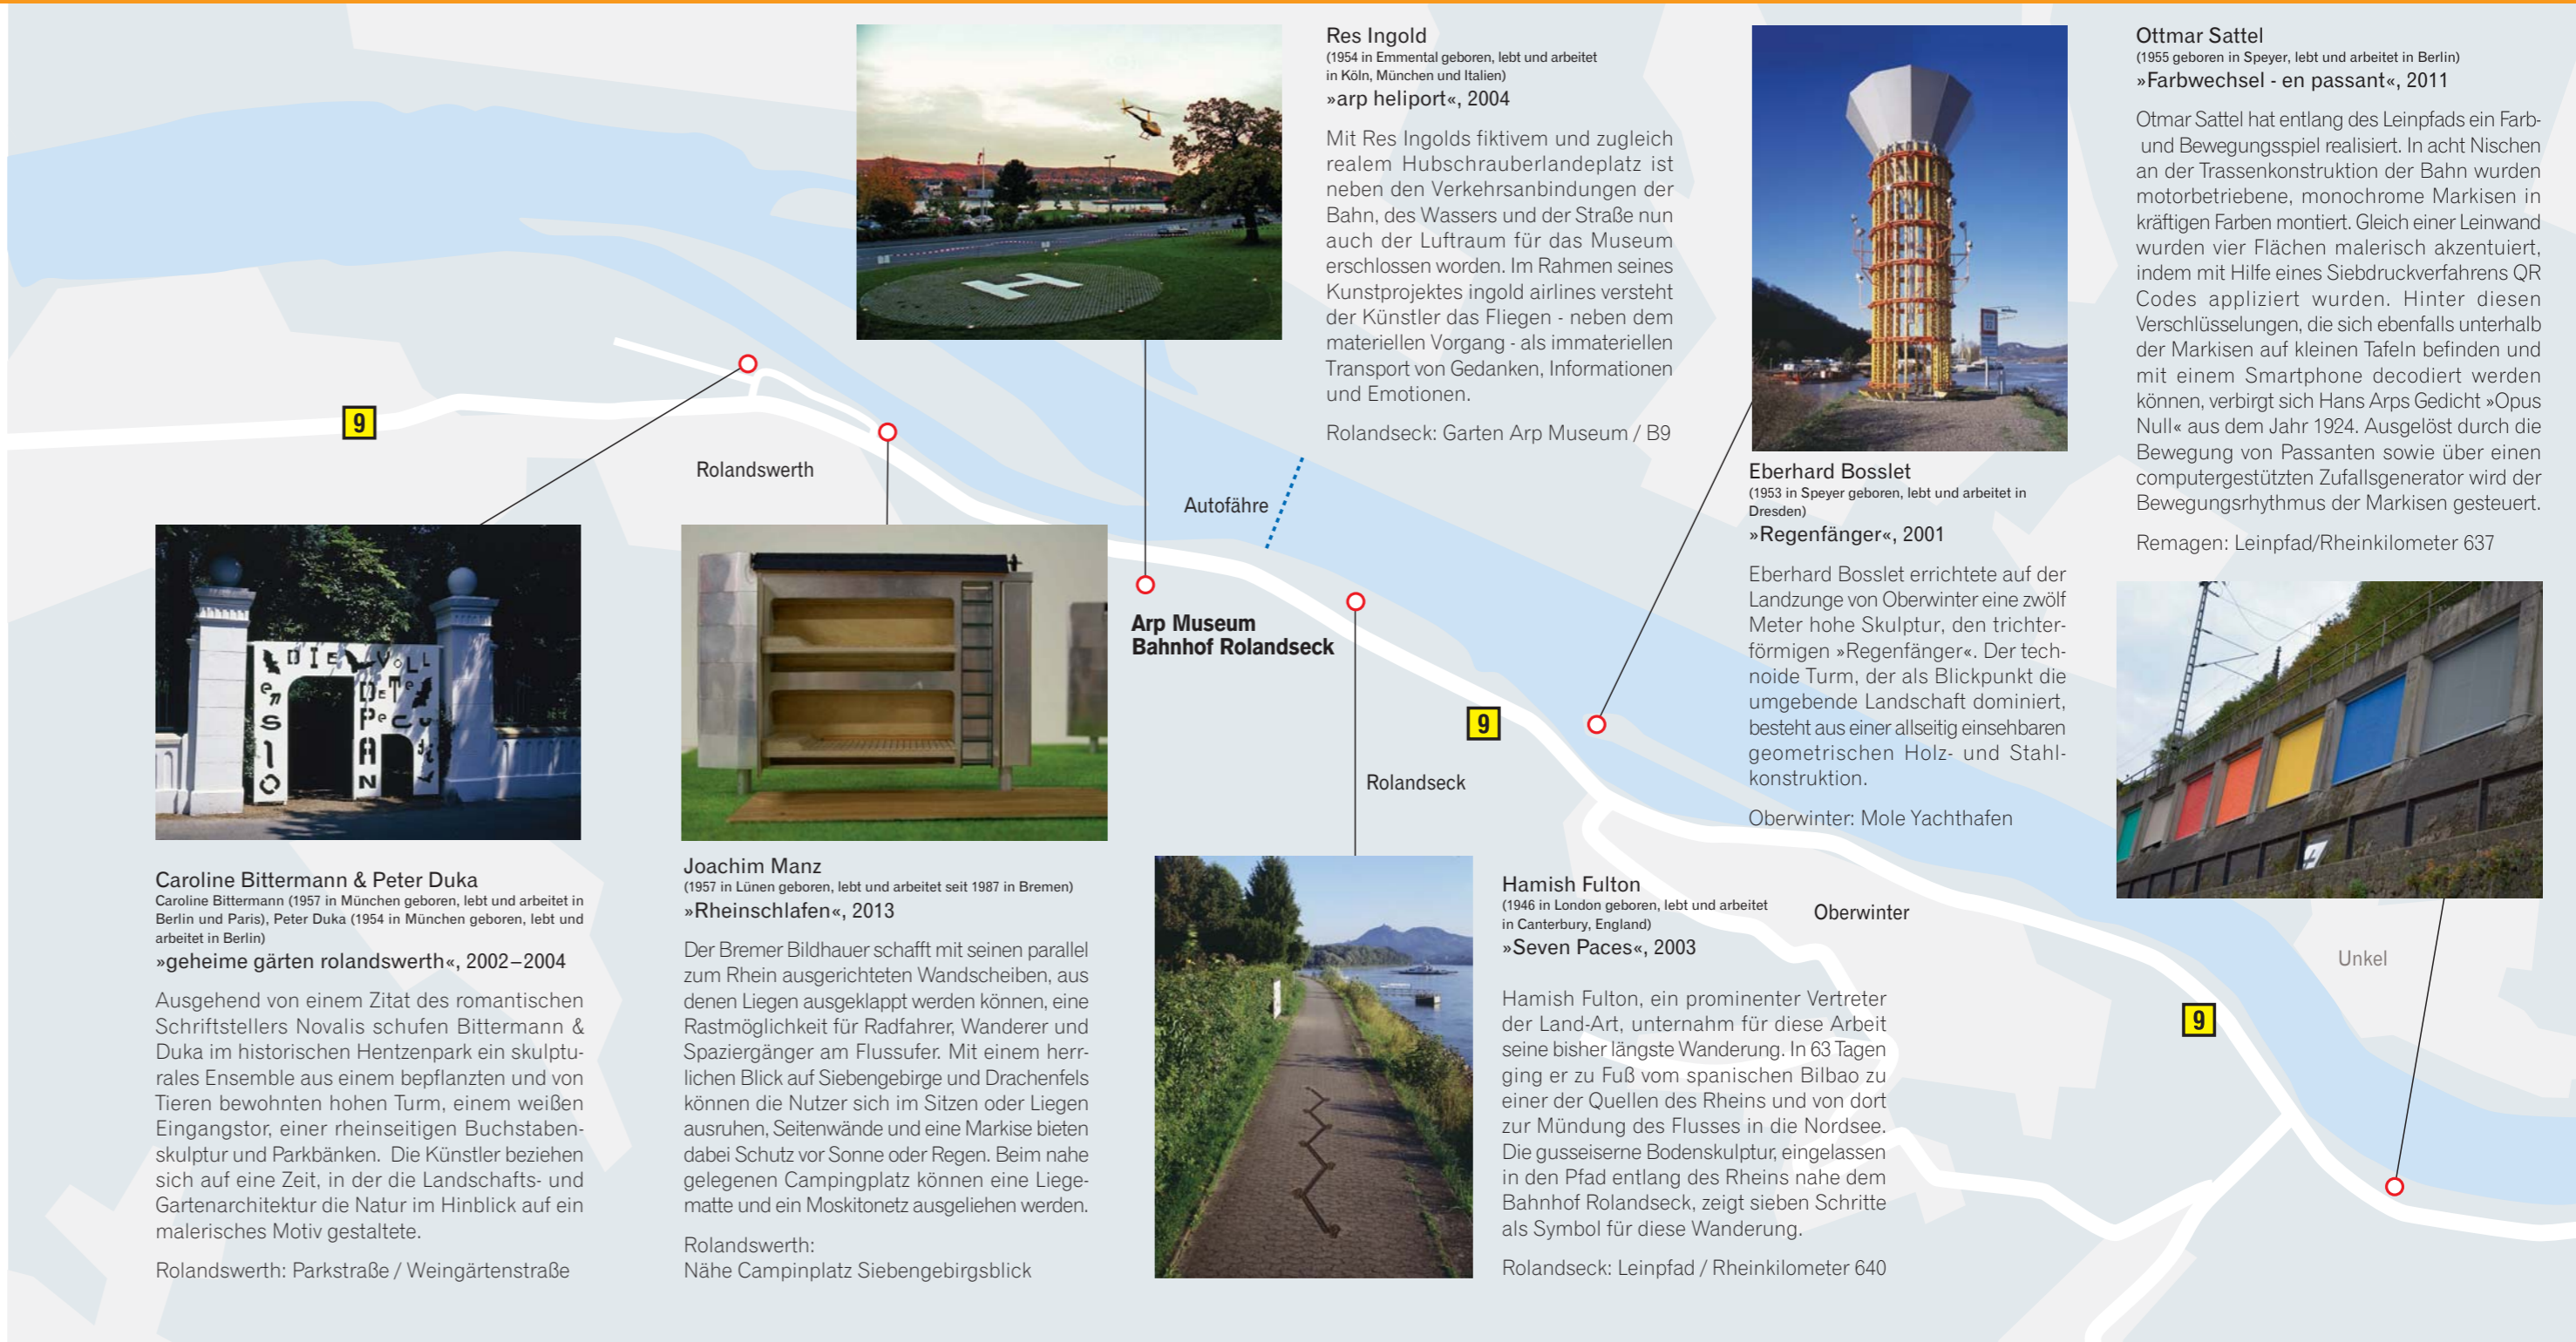 Res Ingold
(1954 in Emmental geboren, lebt und arbeitet
in Köln, München und Italien)
»arp heliport«, 2004
Mit Res Ingolds fiktivem und zugleich
realem Hubschrauberlandeplatz ist
neben den Verkehrsanbindungen der
Bahn, des Wassers und der Straße nun
auch der Luftraum für das Museum
erschlossen worden. Im Rahmen seines
Kunstprojektes ingold airlines versteht
der Künstler das Fliegen - neben dem
materiellen Vorgang - als immateriellen
Transport von Gedanken, Informationen
und Emotionen.
Rolandseck: Garten Arp Museum / B9
H
Ottmar Sattel
(1955 geboren in Speyer, lebt und arbeitet in Berlin)
»Farbwechsel - en passant«, 2011
Otmar Sattel hat entlang des Leinpfads ein Farb-
und Bewegungsspiel realisiert. In acht Nischen
an der Trassenkonstruktion der Bahn wurden
motorbetriebene, monochrome Markisen in
kräftigen Farben montiert. Gleich einer Leinwand
wurden vier Flächen malerisch akzentuiert,
indem mit Hilfe eines Siebdruckverfahrens QR
Codes appliziert wurden. Hinter diesen
Verschlüsselungen, die sich ebenfalls unterhalb
der Markisen auf kleinen Tafeln befinden und
mit einem Smartphone decodiert werden
können, verbirgt sich Hans Arps Gedicht »Opus
Null« aus dem Jahr 1924. Ausgelöst durch die
Bewegung von Passanten sowie über einen
computergestützten Zufallsgenerator wird der
Bewegungsrhythmus der Markisen gesteuert.
Remagen: Leinpfad/Rheinkilometer 637
9
Rolandswerth
Autofähre
Arp Museum
Bahnhof Rolandseck
Eberhard Bosslet
(1953 in Speyer geboren, lebt und arbeitet in
Dresden)
»Regenfänger«, 2001
Eberhard Bosslet errichtete auf der
Landzunge von Oberwinter eine zwölf
Meter hohe Skulptur, den trichter-
förmigen »Regenfänger«. Der tech-
noide Turm, der als Blickpunkt die
umgebende Landschaft dominiert,
besteht aus einer allseitig einsehbaren
geometrischen Holz- und Stahl-
konstruktion.
Oberwinter: Mole Yachthafen
9
Rolandseck
DIE VOLL
DETE
PAN
Caroline Bittermann & Peter Duka
Caroline Bittermann (1957 in München geboren, lebt und arbeitet in
Berlin und Paris), Peter Duka (1954 in München geboren, lebt und
arbeitet in Berlin)
»geheime gärten rolandswerth«, 2002–2004
Ausgehend von einem Zitat des romantischen
Schriftstellers Novalis schufen Bittermann &
Duka im historischen Hentzenpark ein skulptu-
rales Ensemble aus einem bepflanzten und von
Tieren bewohnten hohen Turm, einem weißen
Eingangstor, einer rheinseitigen Buchstaben-
skulptur und Parkbänken. Die Künstler beziehen
sich auf eine Zeit, in der die Landschafts- und
Gartenarchitektur die Natur im Hinblick auf ein
malerisches Motiv gestaltete.
Rolandswerth: Parkstraße / Weingärtenstraße
Joachim Manz
(1957 in Lünen geboren, lebt und arbeitet seit 1987 in Bremen)
»Rheinschlafen«, 2013
Der Bremer Bildhauer schafft mit seinen parallel
zum Rhein ausgerichteten Wandscheiben, aus
denen Liegen ausgeklappt werden können, eine
Rastmöglichkeit für Radfahrer, Wanderer und
Spaziergänger am Flussufer. Mit einem herr-
lichen Blick auf Siebengebirge und Drachenfels
können die Nutzer sich im Sitzen oder Liegen
ausruhen, Seitenwände und eine Markise bieten
dabei Schutz vor Sonne oder Regen. Beim nahe
gelegenen Campingplatz können eine Liege-
matte und ein Moskitonetz ausgeliehen werden.
Rolandswerth:
Nähe Campinplatz Siebengebirgsblick
Hamish Fulton
(1946 in London geboren, lebt und arbeitet
in Canterbury, England)
»Seven Paces«, 2003
Hamish Fulton, ein prominenter Vertreter
der Land-Art, unternahm für diese Arbeit
seine bisher längste Wanderung. In 63 Tagen
ging er zu Fuß vom spanischen Bilbao zu
einer der Quellen des Rheins und von dort
zur Mündung des Flusses in die Nordsee.
Die gusseiserne Bodenskulptur, eingelassen
in den Pfad entlang des Rheins nahe dem
Bahnhof Rolandseck, zeigt sieben Schritte
als Symbol für diese Wanderung.
Rolandseck: Leinpfad / Rheinkilometer 640
Oberwinter
Unkel
9